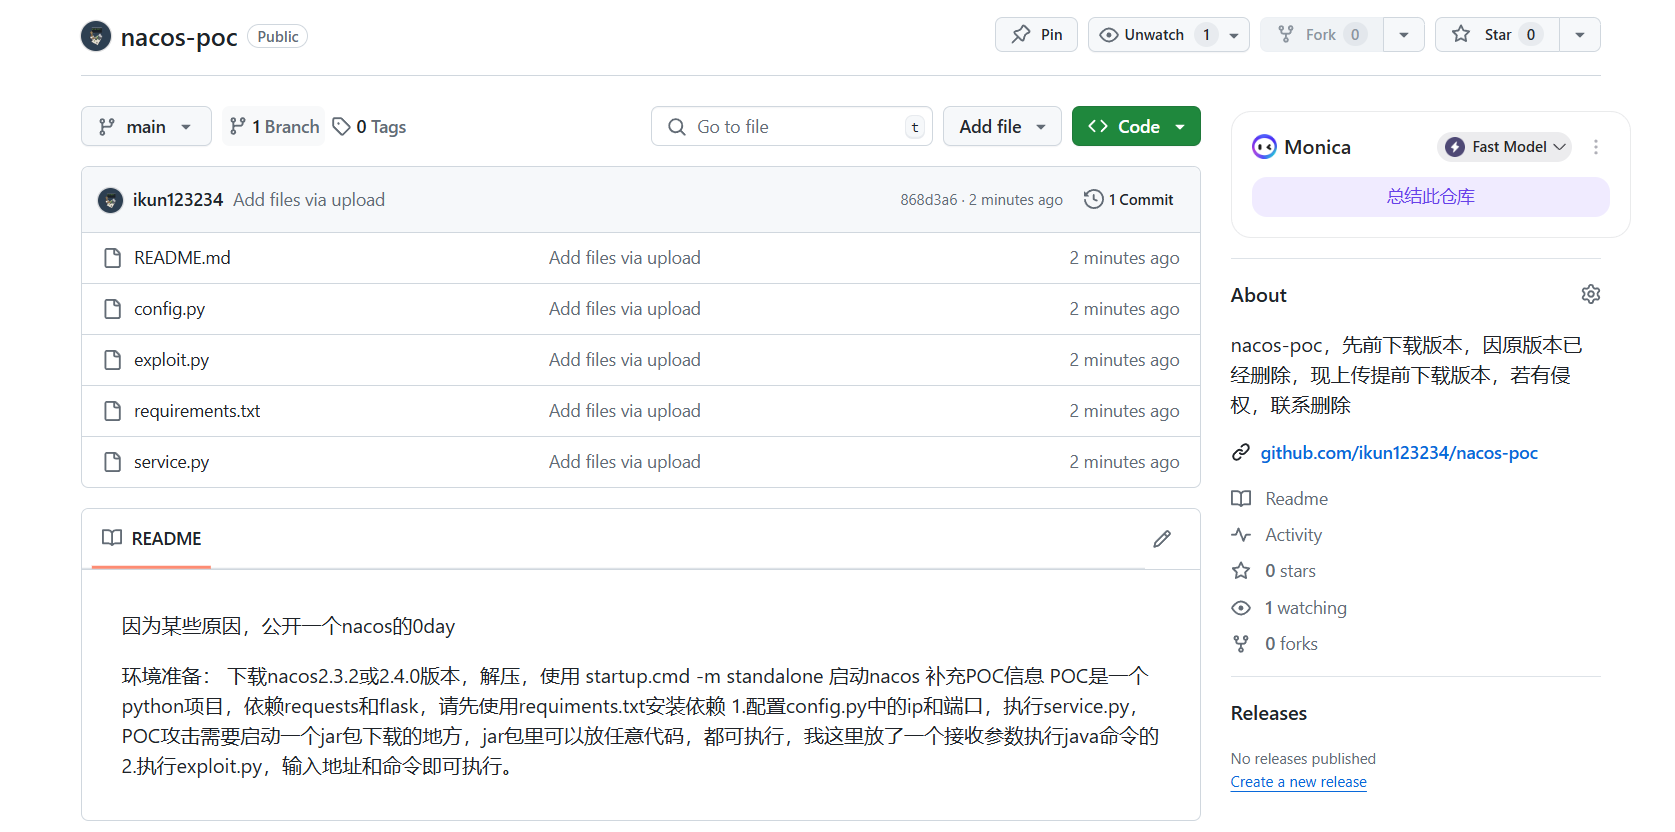 nacos-poc Public
Pin
Unwatch 1
Fork 0
Star 0
main
1 Branch
0 Tags
Go to file
t
Add file
Code
ikun123234 Add files via upload 868d3a6 · 2 minutes ago 1 Commit
README.md Add files via upload 2 minutes ago
config.py Add files via upload 2 minutes ago
exploit.py Add files via upload 2 minutes ago
requirements.txt Add files via upload 2 minutes ago
service.py Add files via upload 2 minutes ago
README
因为某些原因，公开一个nacos的0day
环境准备： 下载nacos2.3.2或2.4.0版本，解压，使用 startup.cmd -m standalone 启动nacos 补充POC信息 POC是一个
python项目，依赖requests和flask，请先使用requiments.txt安装依赖 1.配置config.py中的ip和端口，执行service.py，
POC攻击需要启动一个jar包下载的地方，jar包里可以放任意代码，都可执行，我这里放了一个接收参数执行java命令的
2.执行exploit.py，输入地址和命令即可执行。
Monica
Fast Model
总结此仓库
About
nacos-poc，先前下载版本，因原版本已
经删除，现上传提前下载版本，若有侵
权，联系删除
github.com/ikun123234/nacos-poc
Readme
Activity
0 stars
1 watching
0 forks
Releases
No releases published
Create a new release